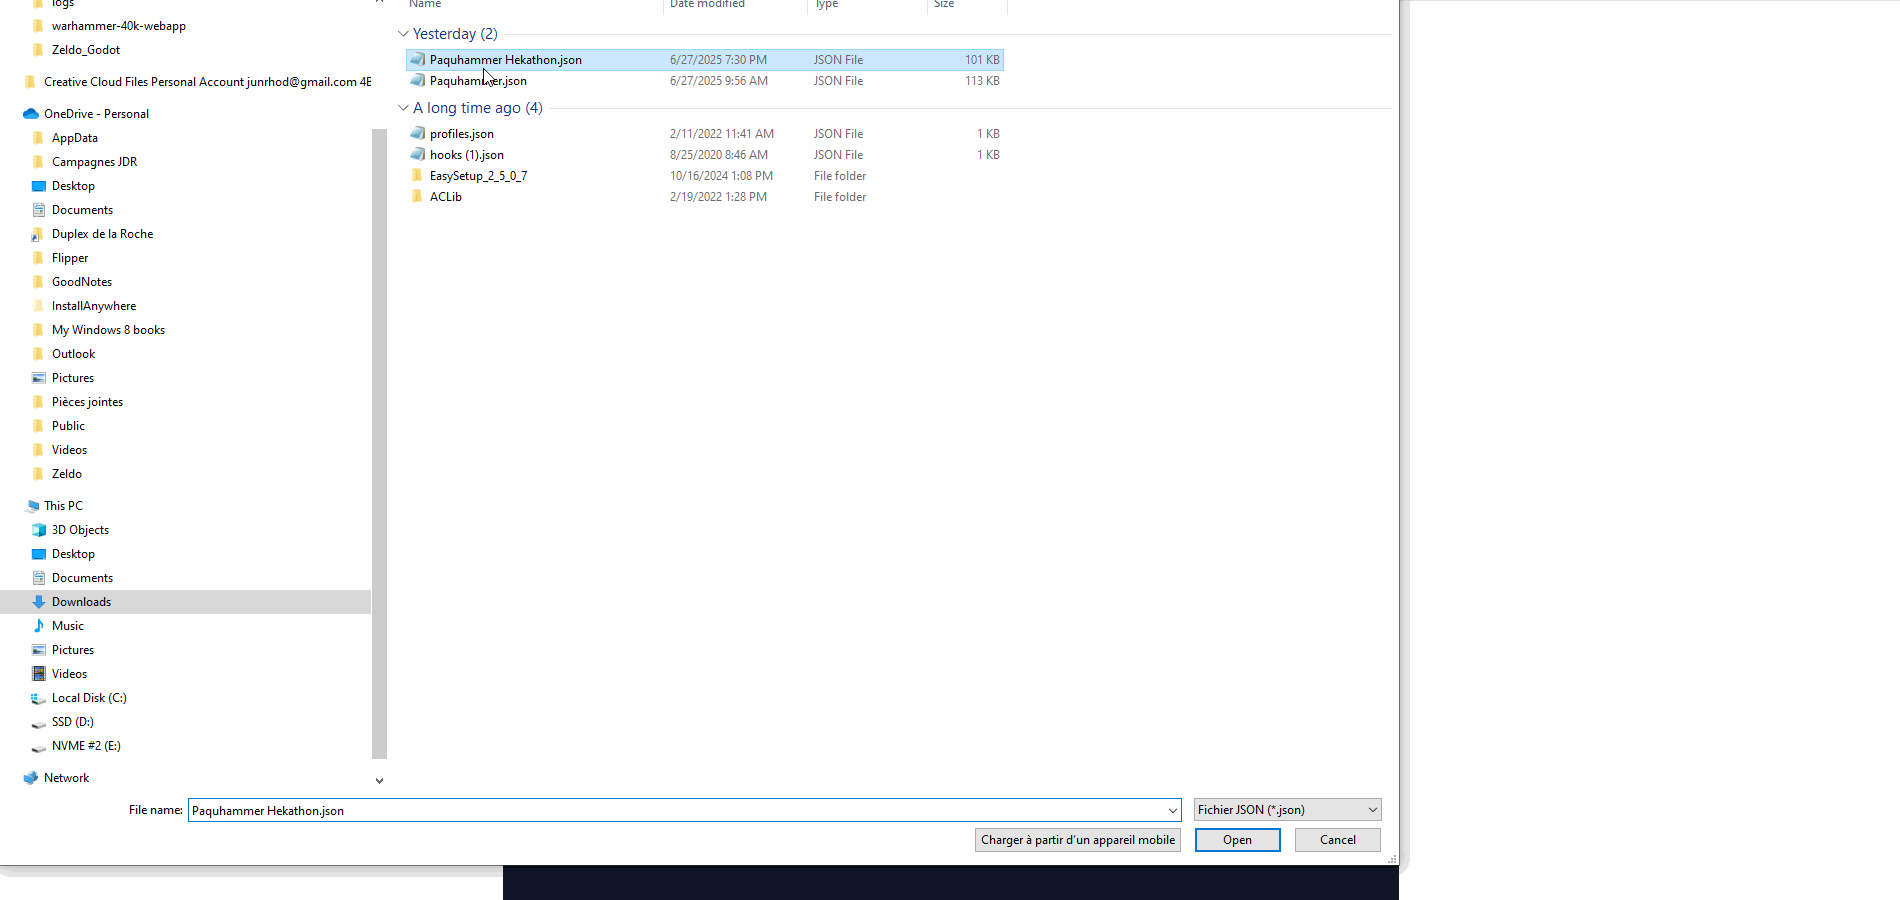 logs
warhammer-40k-webapp
Zeldo_Godot
Creative Cloud Files Personal Account junrhod@gmail.com 4E
OneDrive - Personal
AppData
Campagnes JDR
Desktop
Documents
Duplex de la Roche
Flipper
GoodNotes
InstallAnywhere
My Windows 8 books
Outlook
Pictures
Pièces jointes
Public
Videos
Zeldo
This PC
3D Objects
Desktop
Documents
Downloads
Music
Pictures
Videos
Local Disk (C:)
SSD (D:)
NVME #2 (E:)
Network
Name Date modified Type Size
Yesterday (2)
Paquhammer Hekathon.json 6/27/2025 7:30 PM JSON File 101 KB
Paquhammer.json 6/27/2025 9:56 AM JSON File 113 KB
A long time ago (4)
profiles.json 2/11/2022 11:41 AM JSON File 1 KB
hooks (1).json 8/25/2020 8:46 AM JSON File 1 KB
EasySetup_2_5_0_7 10/16/2024 1:08 PM File folder
ACLib 2/19/2022 1:28 PM File folder
File name: Paquhammer Hekathon.json Fichier JSON (*.json)
Charger à partir d'un appareil mobile Open Cancel